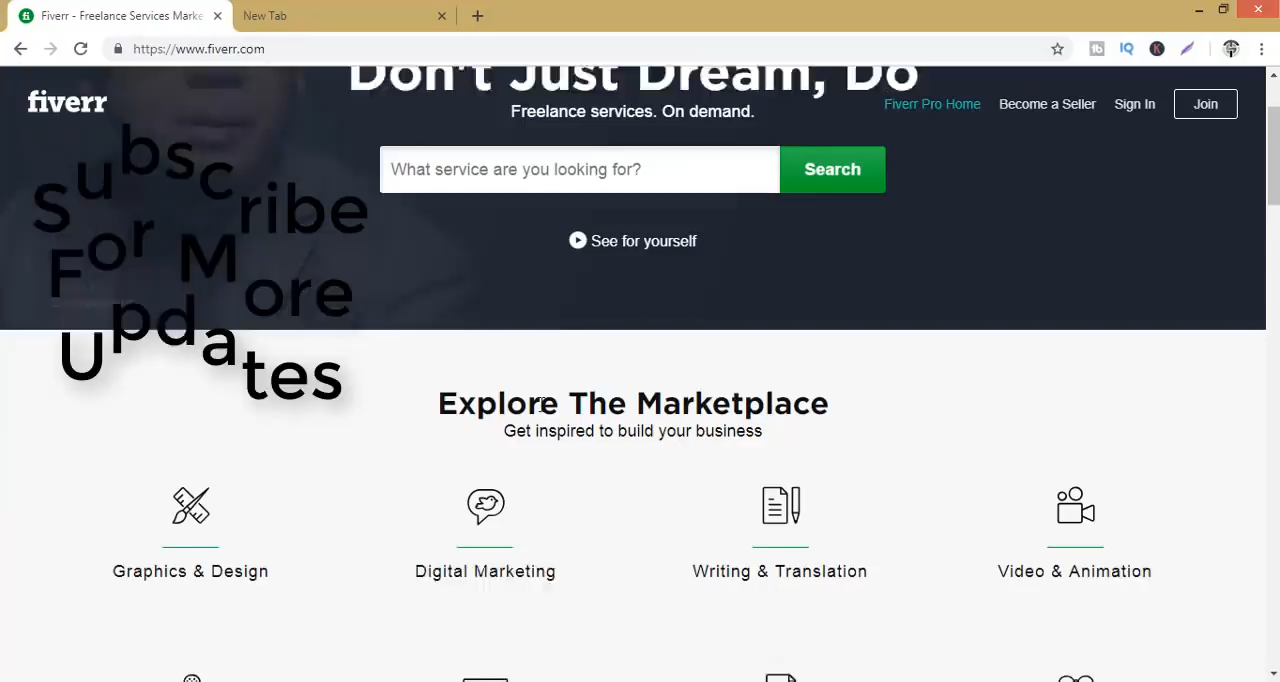 Fiverr - Freelance Services Marke
New Tab
https://www.fiverr.com
Don't Just Dream, Do
fiverr
Freelance services. On demand.
Fiverr Pro Home
Become a Seller
Sign In
Join
What service are you looking for?
Search
See for yourself
Subscribe
For More
Updates
Explore The Marketplace
Get inspired to build your business
Graphics & Design
Digital Marketing
Writing & Translation
Video & Animation